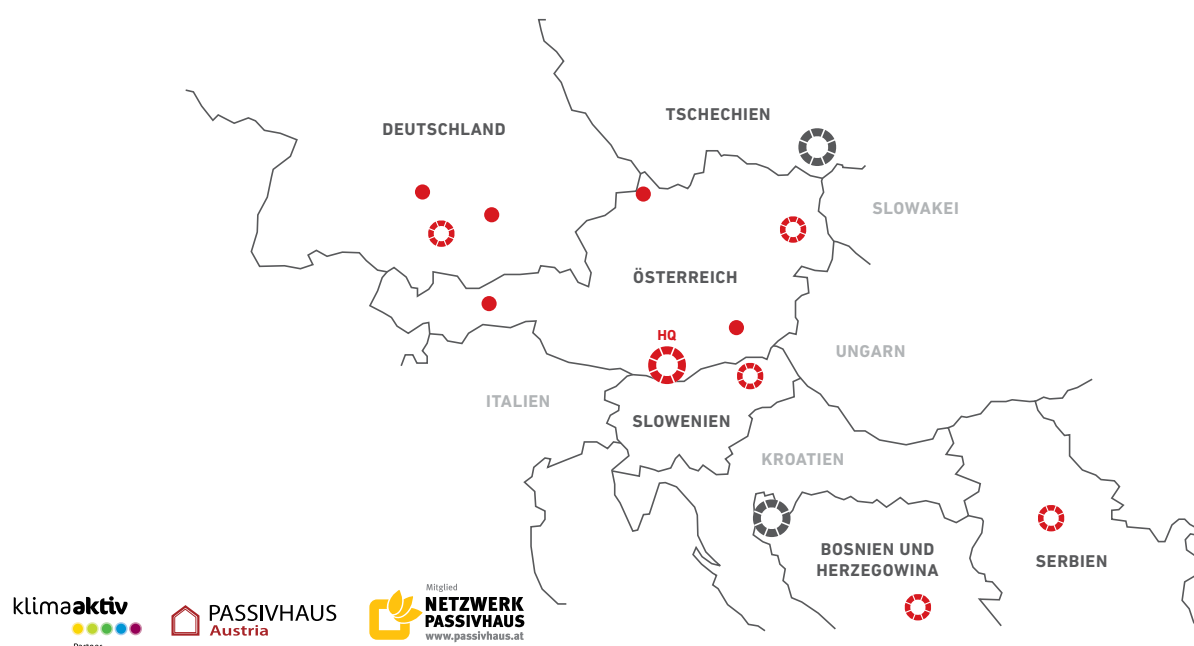 TSCHECHIEN
DEUTSCHLAND
SLOWAKEI
ÖSTERREICH
HQ
UNGARN
ITALIEN
SLOWENIEN
KROATIEN
BOSNIEN UND
HERZEGOWINA
SERBIEN
klimaaktiv
Partner
PASSIVHAUS
Austria
Mitglied
NETZWERK
PASSIVHAUS
www.passivhaus.at